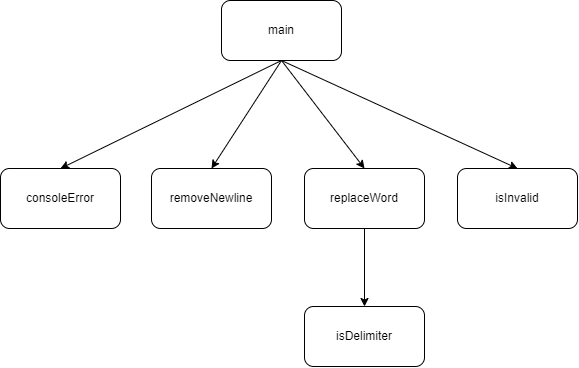 main
consoleError
removeNewline
replaceWord
isInvalid
isDelimiter